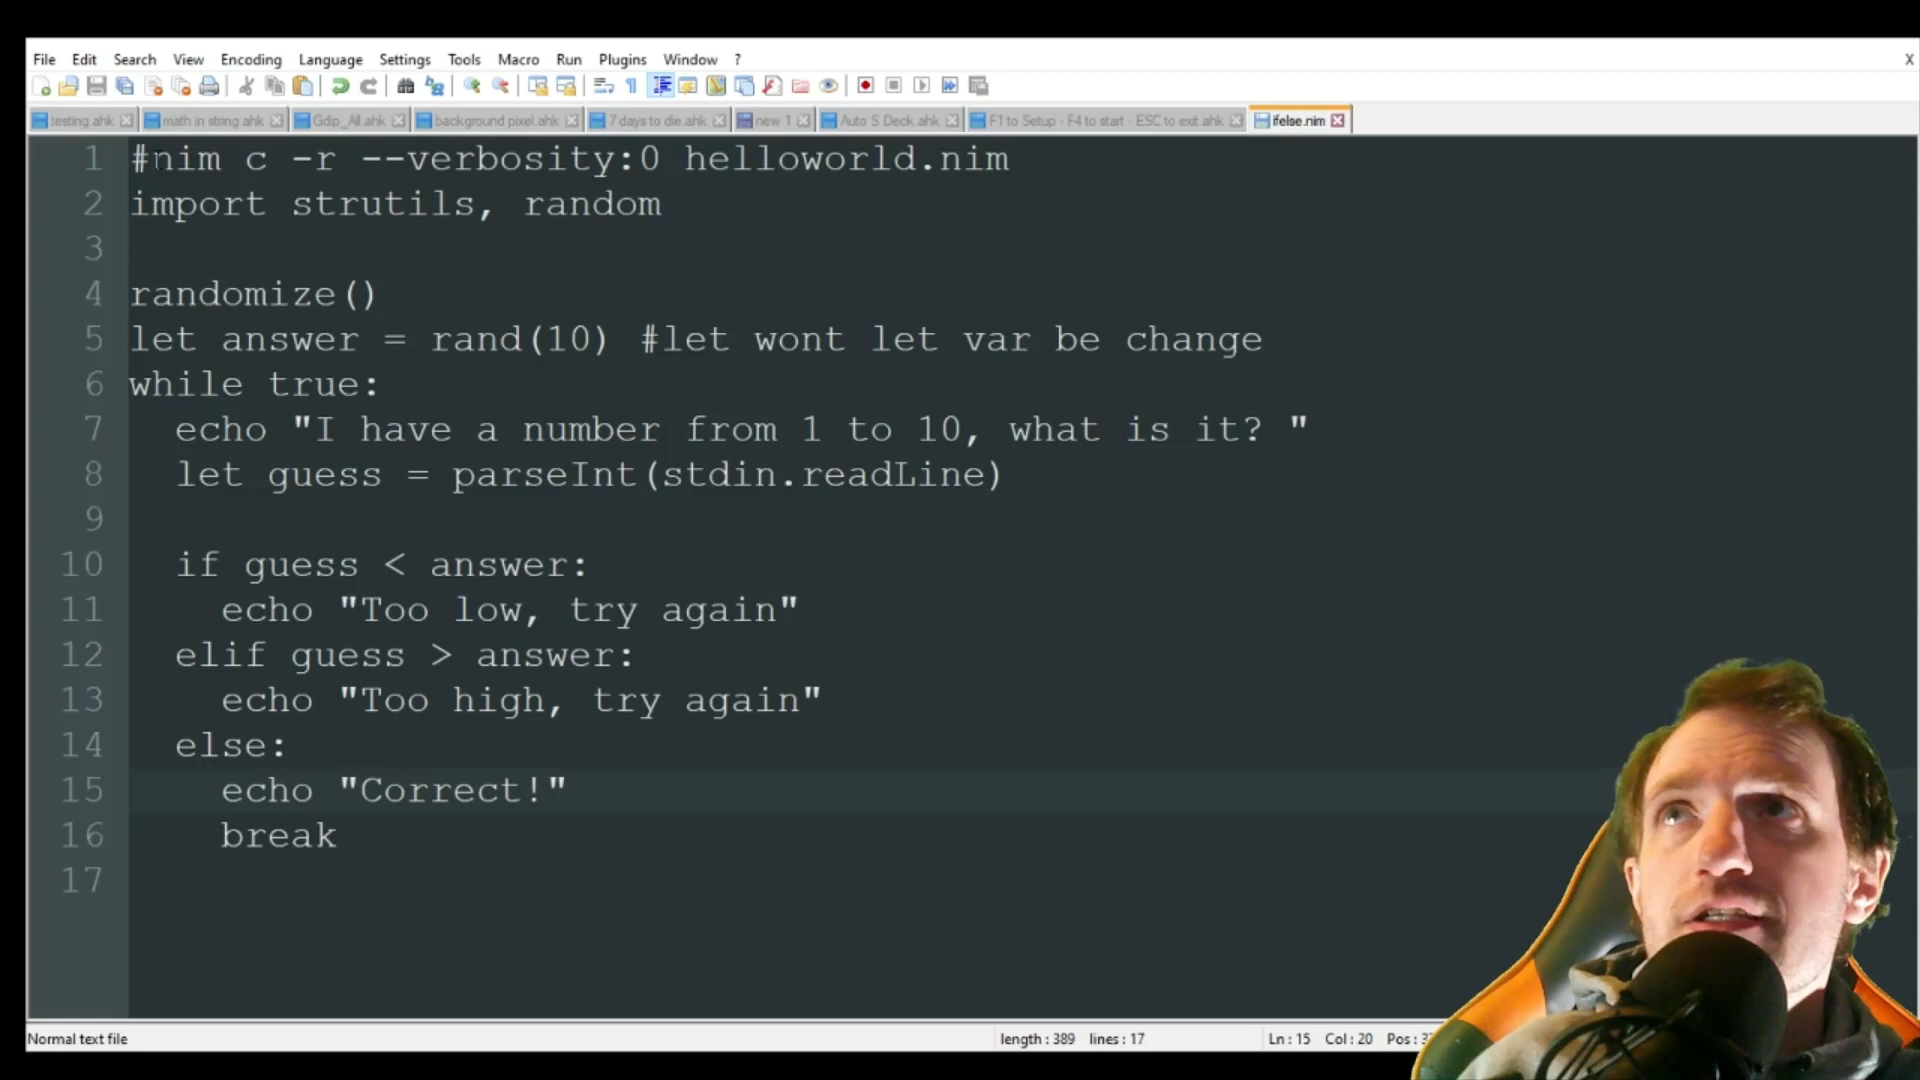 File Edit Search View Encoding Language Settings Tools Macro Run Plugins Window ? X
testing.ahk math in string.ahk Gdip_All.ahk background pixel.ahk 7 days to die.ahk new 1 Auto S Deck.ahk F1 to Setup - F4 to start - ESC to exit.ahk ifelse.nim
1 #nim c -r --verbosity:0 helloworld.nim
2 import strutils, random
3
4 randomize()
5 let answer = rand(10) #let wont let var be change
6 while true:
7 echo "I have a number from 1 to 10, what is it? "
8 let guess = parseInt(stdin.readLine)
9
10 if guess < answer:
11 echo "Too low, try again"
12 elif guess > answer:
13 echo "Too high, try again"
14 else:
15 echo "Correct!"
16 break
17
Normal text file length : 389 lines : 17 Ln : 15 Col : 20 Pos :